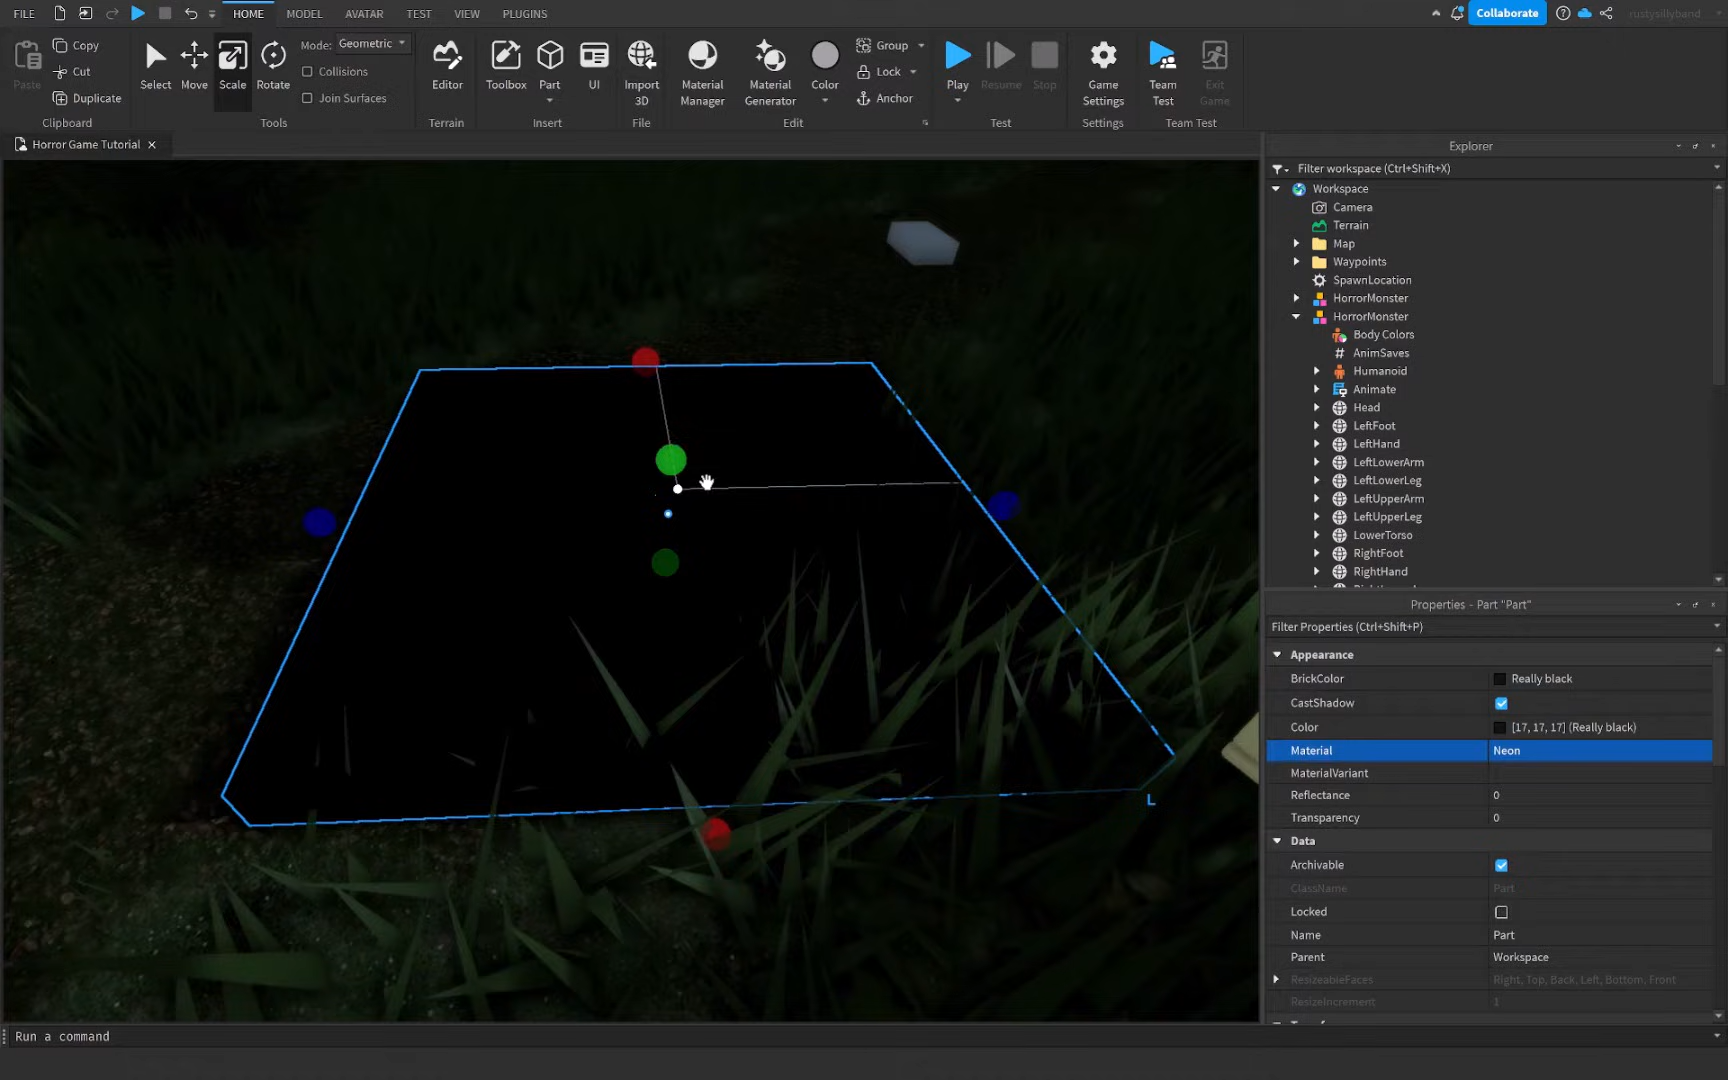 FILE HOME MODEL AVATAR TEST VIEW PLUGINS Collaborate rustysillyband
Paste Copy Cut Duplicate
Clipboard
Select Move Scale Rotate
Mode: Geometric
Collisions
Join Surfaces
Tools
Editor
Terrain
Toolbox Part UI
Insert
Import
3D
File
Material
Manager
Material
Generator
Color
Group
Lock
Anchor
Edit
Play Resume Stop
Test
Game
Settings
Settings
Team
Test
Exit
Game
Team Test
Horror Game Tutorial
L
Explorer
Filter workspace (Ctrl+Shift+X)
Workspace
Camera
Terrain
Map
Waypoints
SpawnLocation
HorrorMonster
HorrorMonster
Body Colors
AnimSaves
Humanoid
Animate
Head
LeftFoot
LeftHand
LeftLowerArm
LeftLowerLeg
LeftUpperArm
LeftUpperLeg
LowerTorso
RightFoot
RightHand
Properties - Part "Part"
Filter Properties (Ctrl+Shift+P)
Appearance
BrickColor Really black
CastShadow
Color [17, 17, 17] (Really black)
Material Neon
MaterialVariant
Reflectance 0
Transparency 0
Data
Archivable
ClassName Part
Locked
Name Part
Parent Workspace
ResizeableFaces Right, Top, Back, Left, Bottom, Front
ResizeIncrement 1
Run a command